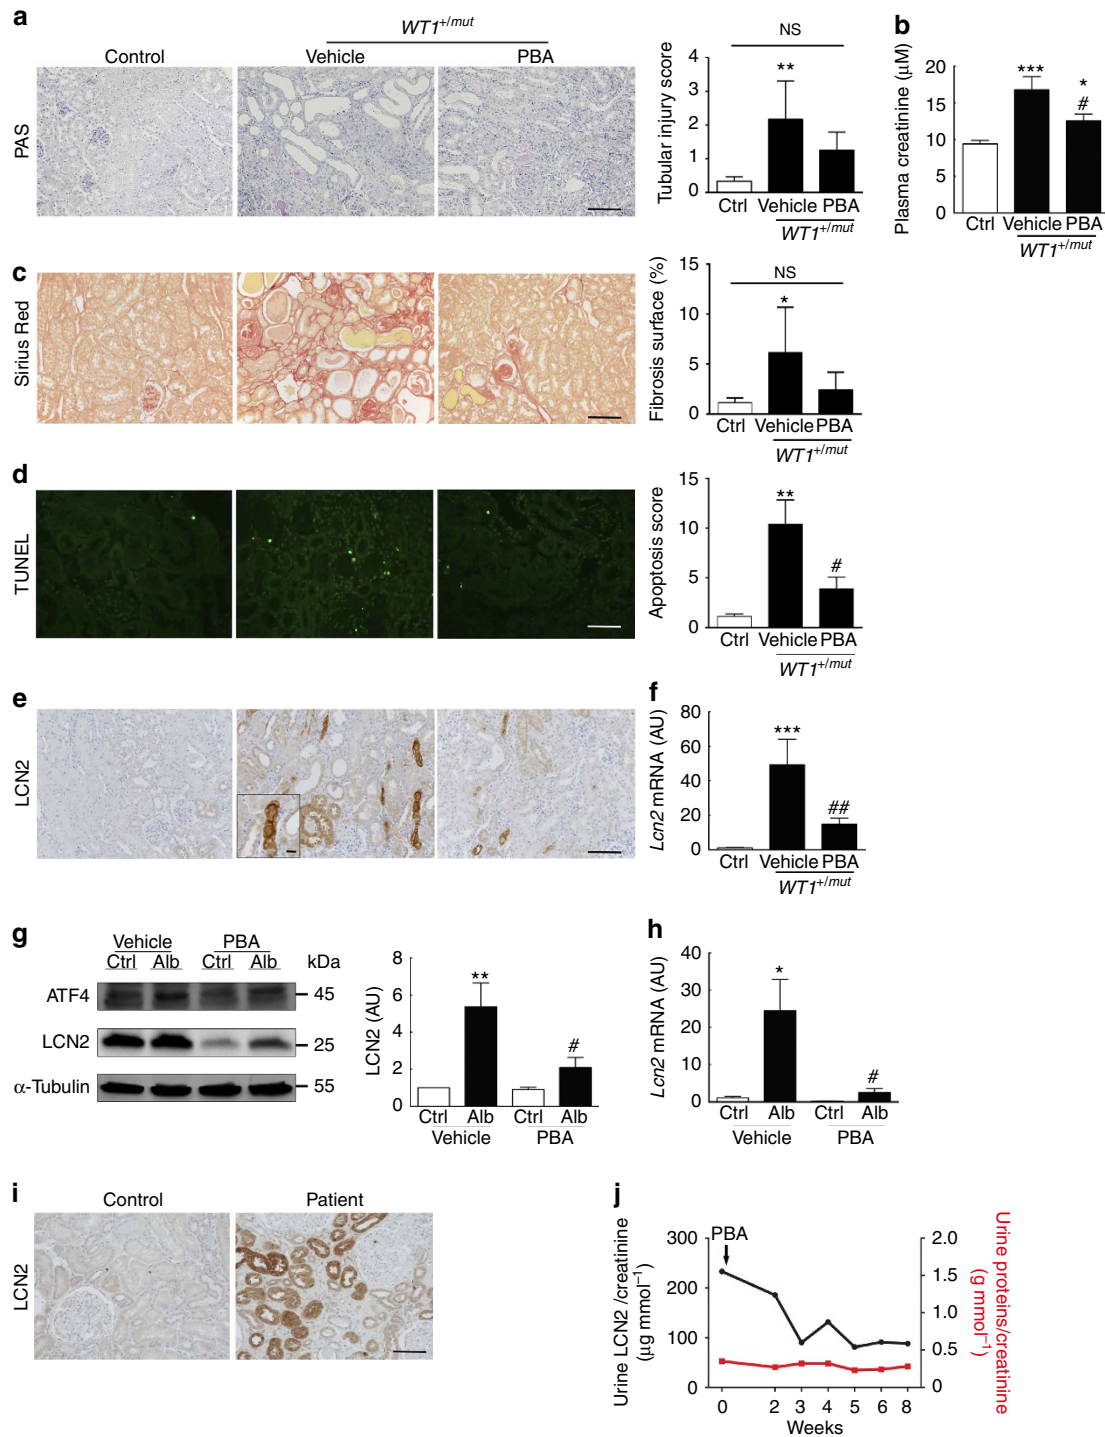 a
WT1+/mut
Control
Vehicle
PBA
PAS
Tubular injury score
4
3
2
1
0
NS
**
Ctrl
Vehicle PBA
WT1+/mut
b
Plasma creatinine (μM)
20
15
10
5
0
***
*
#
Ctrl
Vehicle PBA
WT1+/mut
c
Sirius Red
Fibrosis surface (%)
15
10
5
0
NS
*
Ctrl
Vehicle PBA
WT1+/mut
d
TUNEL
Apoptosis score
15
10
5
0
**
#
Ctrl
Vehicle PBA
WT1+/mut
e
LCN2
f
Lcn2 mRNA (AU)
80
60
40
20
0
***
##
Ctrl
Vehicle PBA
WT1+/mut
g
Vehicle
PBA
Ctrl Alb Ctrl Alb kDa
ATF4
45
LCN2
25
α-Tubulin
55
LCN2 (AU)
8
6
4
2
0
**
#
Ctrl Alb Ctrl Alb
Vehicle PBA
h
Lcn2 mRNA (AU)
40
30
20
10
0
*
#
Ctrl Alb Ctrl Alb
Vehicle PBA
i
Control
Patient
LCN2
j
PBA
Urine LCN2 /creatinine
(μg mmol−1)
300
200
100
0
2.0
1.5
1.0
0.5
0
Urine proteins/creatinine
(g mmol−1)
0 2 3 4 5 6 8
Weeks